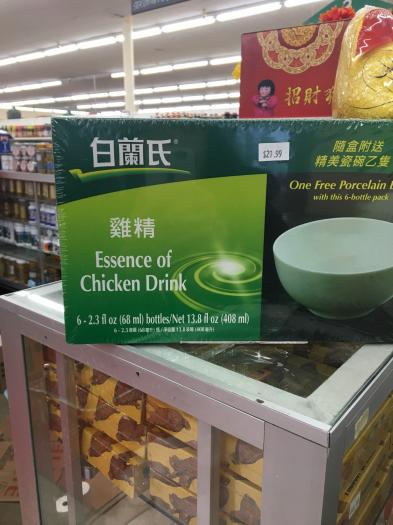 招財
白蘭氏®
$21.99
隨盒附送
精美瓷碗乙隻
One Free Porcelain
with this 6-bottle pack
雞精
Essence of
Chicken Drink
6 - 2.3 fl oz (68 ml) bottles/Net 13.8 fl oz (408 ml)